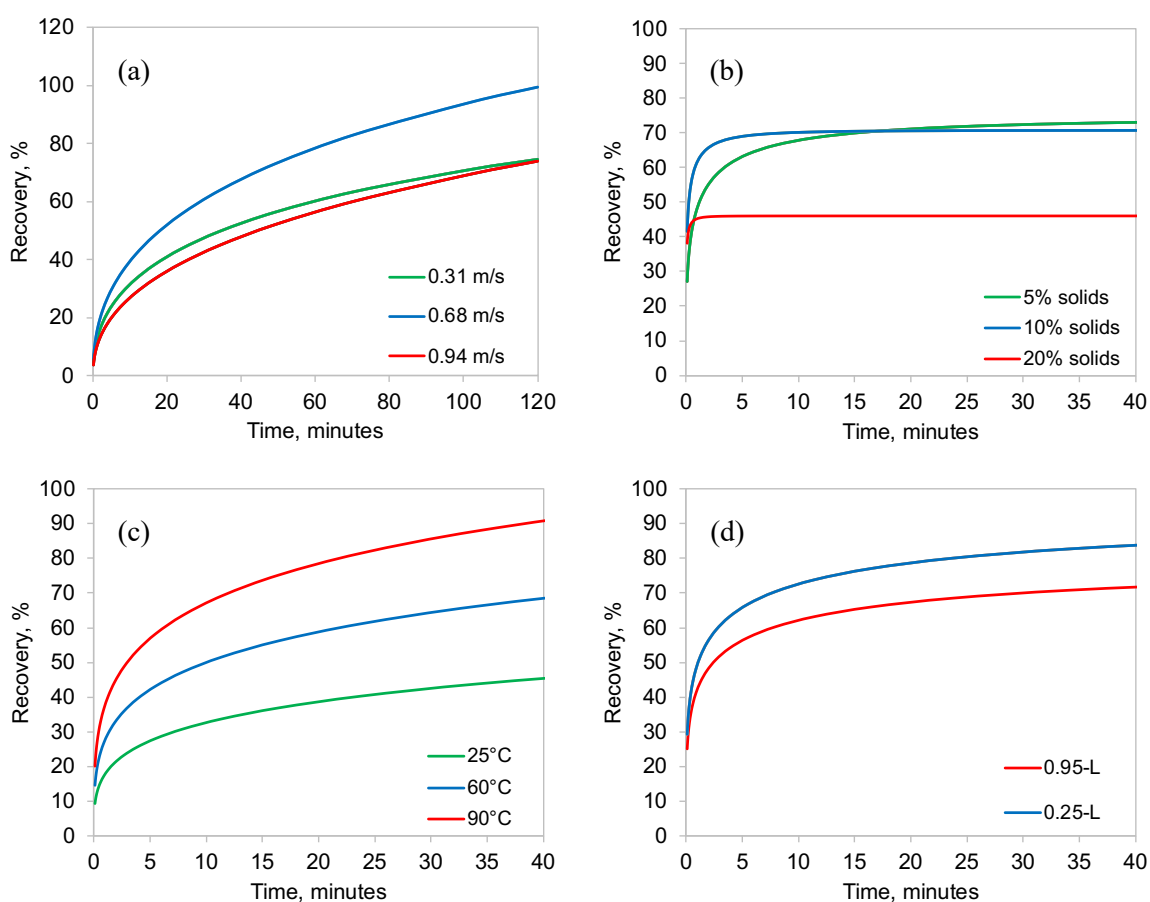 (a)
Recovery, %
120
100
80
60
40
20
0
0 20 40 60 80 100 120
Time, minutes
0.31 m/s
0.68 m/s
0.94 m/s
(b)
Recovery, %
100
90
80
70
60
50
40
30
20
10
0
0 5 10 15 20 25 30 35 40
Time, minutes
5% solids
10% solids
20% solids
(c)
Recovery, %
100
90
80
70
60
50
40
30
20
10
0
0 5 10 15 20 25 30 35 40
Time, minutes
25°C
60°C
90°C
(d)
Recovery, %
100
90
80
70
60
50
40
30
20
10
0
0 5 10 15 20 25 30 35 40
Time, minutes
0.95-L
0.25-L